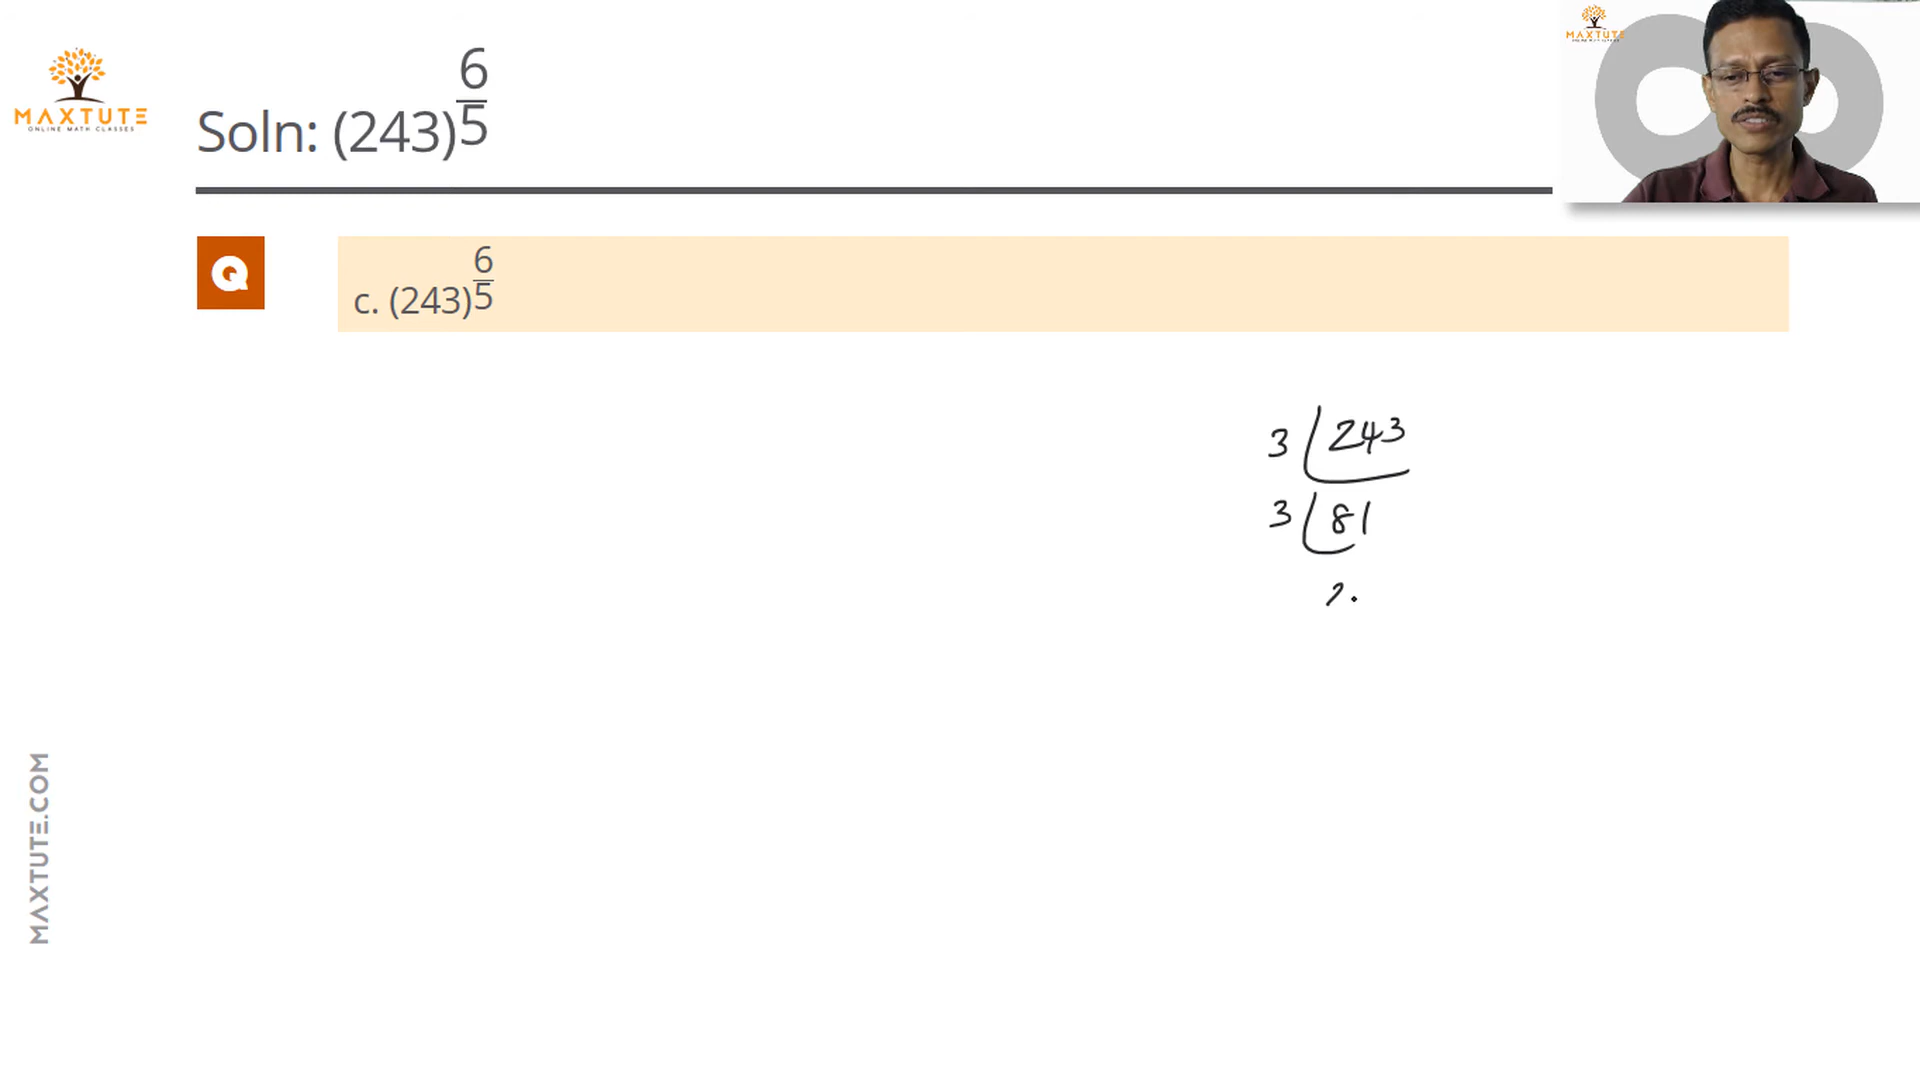 MAXTUTE
ONLINE MATH CLASSES
Soln: (243)^(6/5)
MAXTUTE
Q
c. (243)^(6/5)
3 243
3 81
MAXTUTE.COM